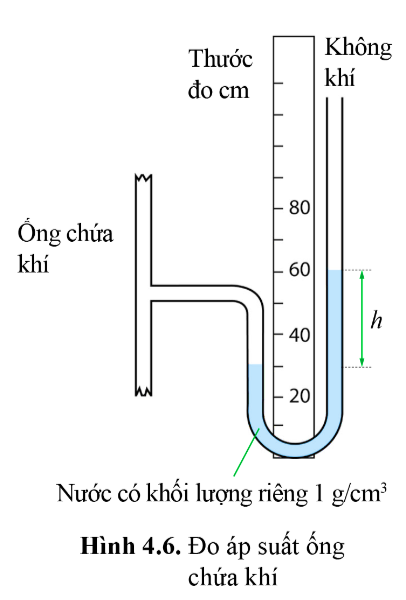 Thước
đo cm
Không
khí
Ống chứa
khí
80
60
40
20
h
Nước có khối lượng riêng 1 g/cm³
Hình 4.6. Đo áp suất ống
chứa khí